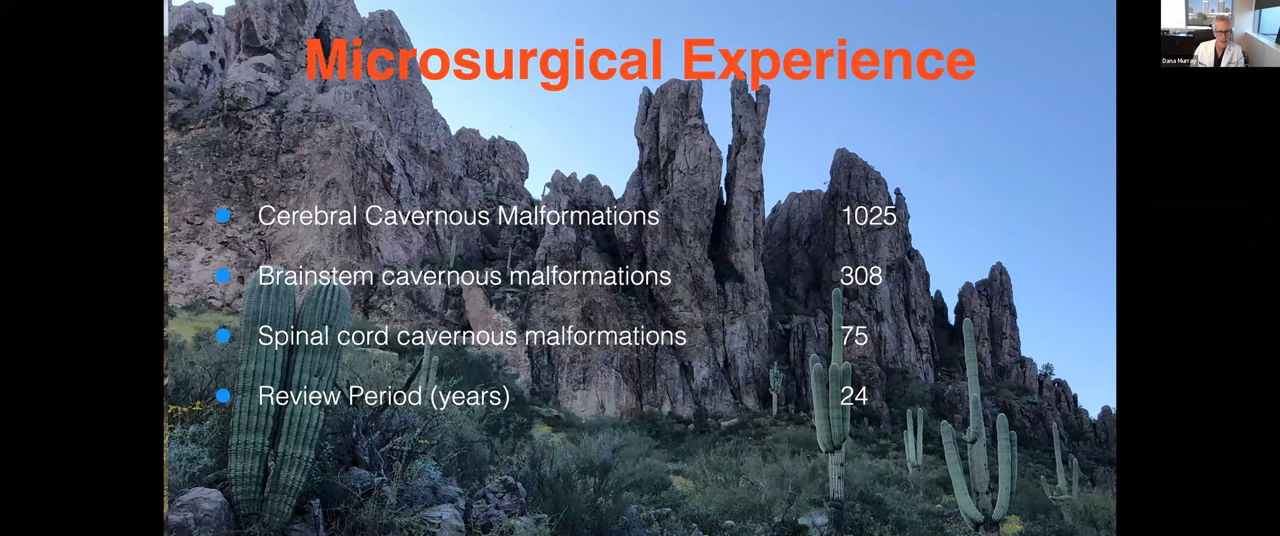 Microsurgical Experience
Dana Murray
Cerebral Cavernous Malformations 1025
Brainstem cavernous malformations 308
Spinal cord cavernous malformations 75
Review Period (years) 24